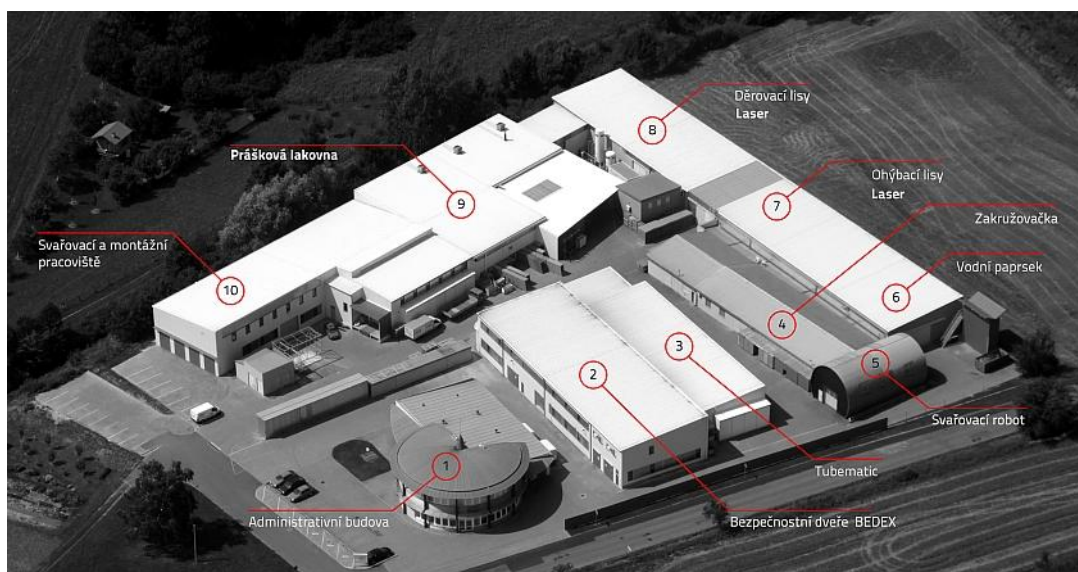 Děrovací lisy
Laser
8
Prášková lakovna
Ohýbací lisy
Laser
7
9
Zakružovačka
Svařovací a montážní
pracoviště
Vodní paprsek
10
6
4
3
5
2
Svařovací robot
1
Tubematic
Administrativní budova
Bezpečnostní dveře BEDEX